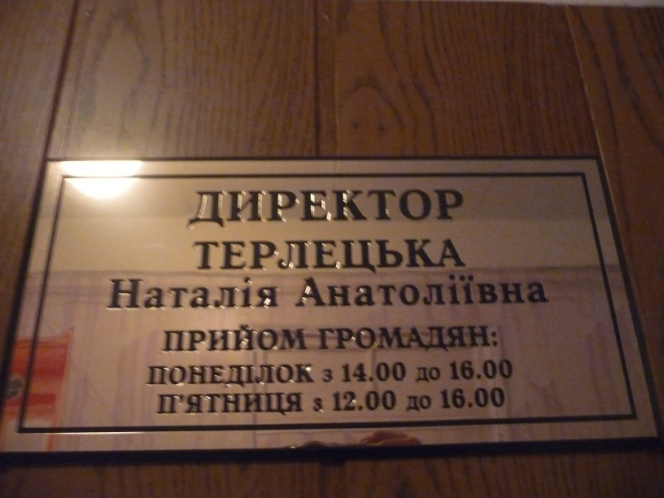 ДИРЕКТОР
ТЕРЛЕЦЬКА
Наталія Анатоліївна
ПРИЙОМ ГРОМАДЯН:
ПОНЕДІЛОК з 14.00 до 16.00
П'ЯТНИЦЯ з 12.00 до 16.00